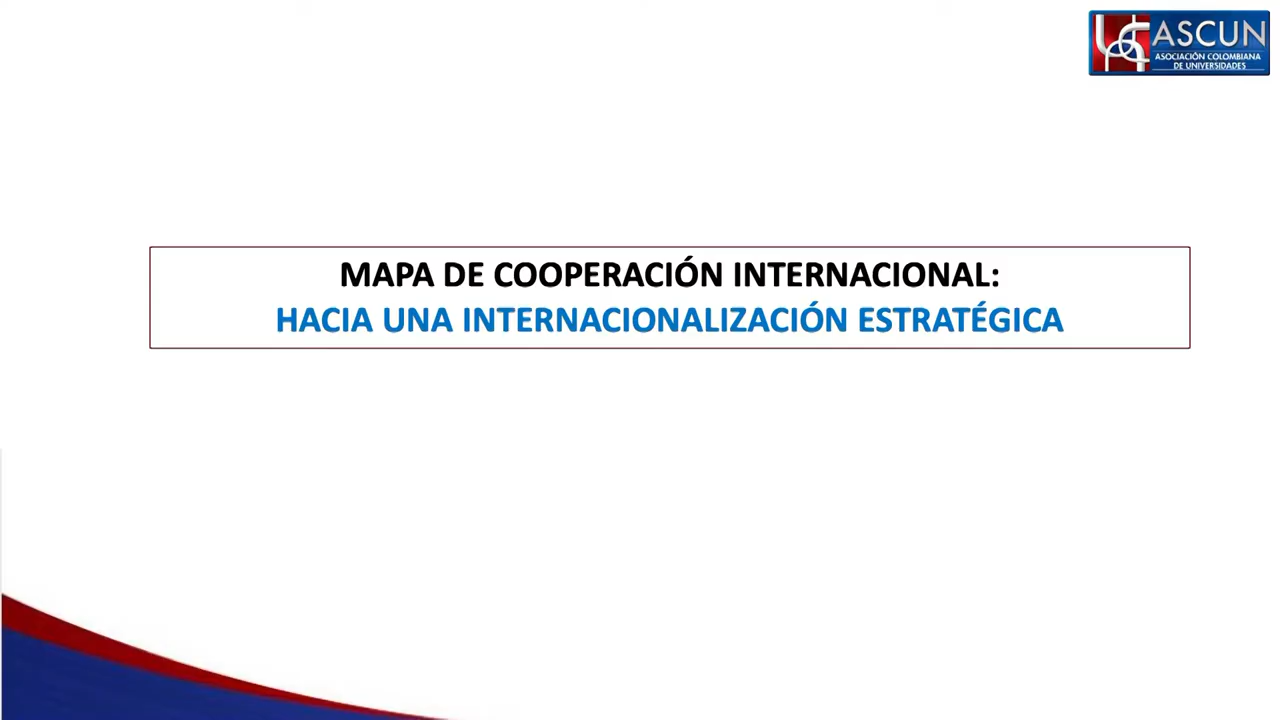 ASCUN
ASOCIACIÓN COLOMBIANA
DE UNIVERSIDADES
MAPA DE COOPERACIÓN INTERNACIONAL:
HACIA UNA INTERNACIONALIZACIÓN ESTRATÉGICA